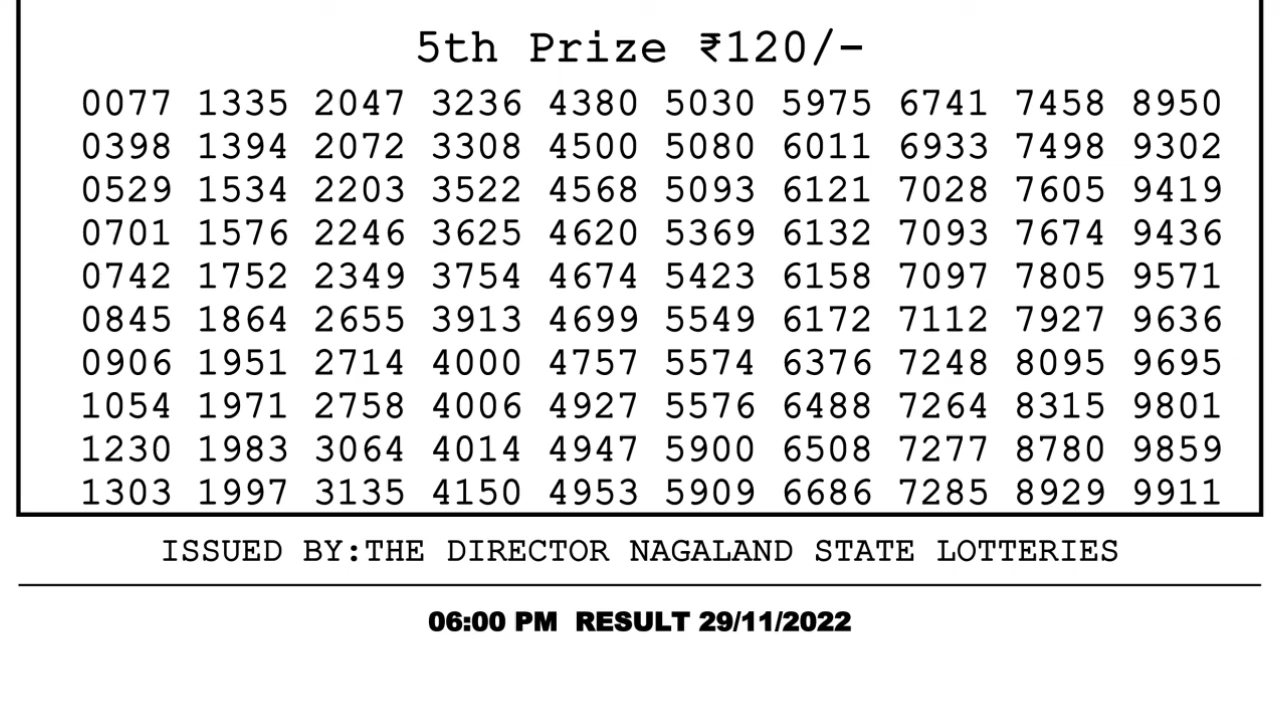 5th Prize ₹120/-
0077 1335 2047 3236 4380 5030 5975 6741 7458 8950
0398 1394 2072 3308 4500 5080 6011 6933 7498 9302
0529 1534 2203 3522 4568 5093 6121 7028 7605 9419
0701 1576 2246 3625 4620 5369 6132 7093 7674 9436
0742 1752 2349 3754 4674 5423 6158 7097 7805 9571
0845 1864 2655 3913 4699 5549 6172 7112 7927 9636
0906 1951 2714 4000 4757 5574 6376 7248 8095 9695
1054 1971 2758 4006 4927 5576 6488 7264 8315 9801
1230 1983 3064 4014 4947 5900 6508 7277 8780 9859
1303 1997 3135 4150 4953 5909 6686 7285 8929 9911
ISSUED BY:THE DIRECTOR NAGALAND STATE LOTTERIES
06:00 PM RESULT 29/11/2022